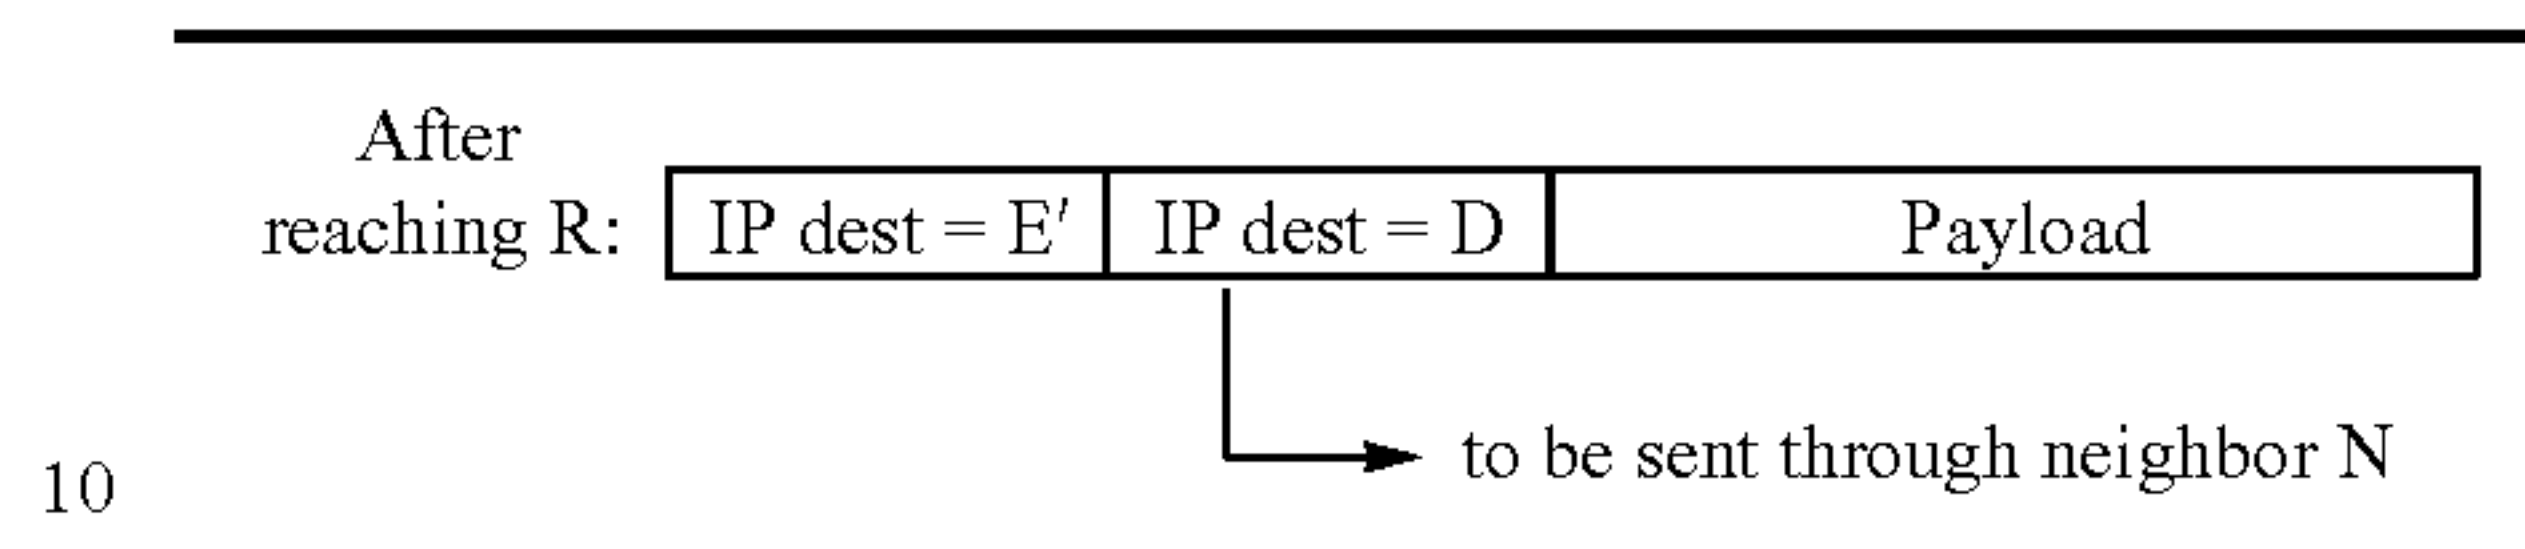 After
reaching R: IP dest = E′ IP dest = D Payload
to be sent through neighbor N
10